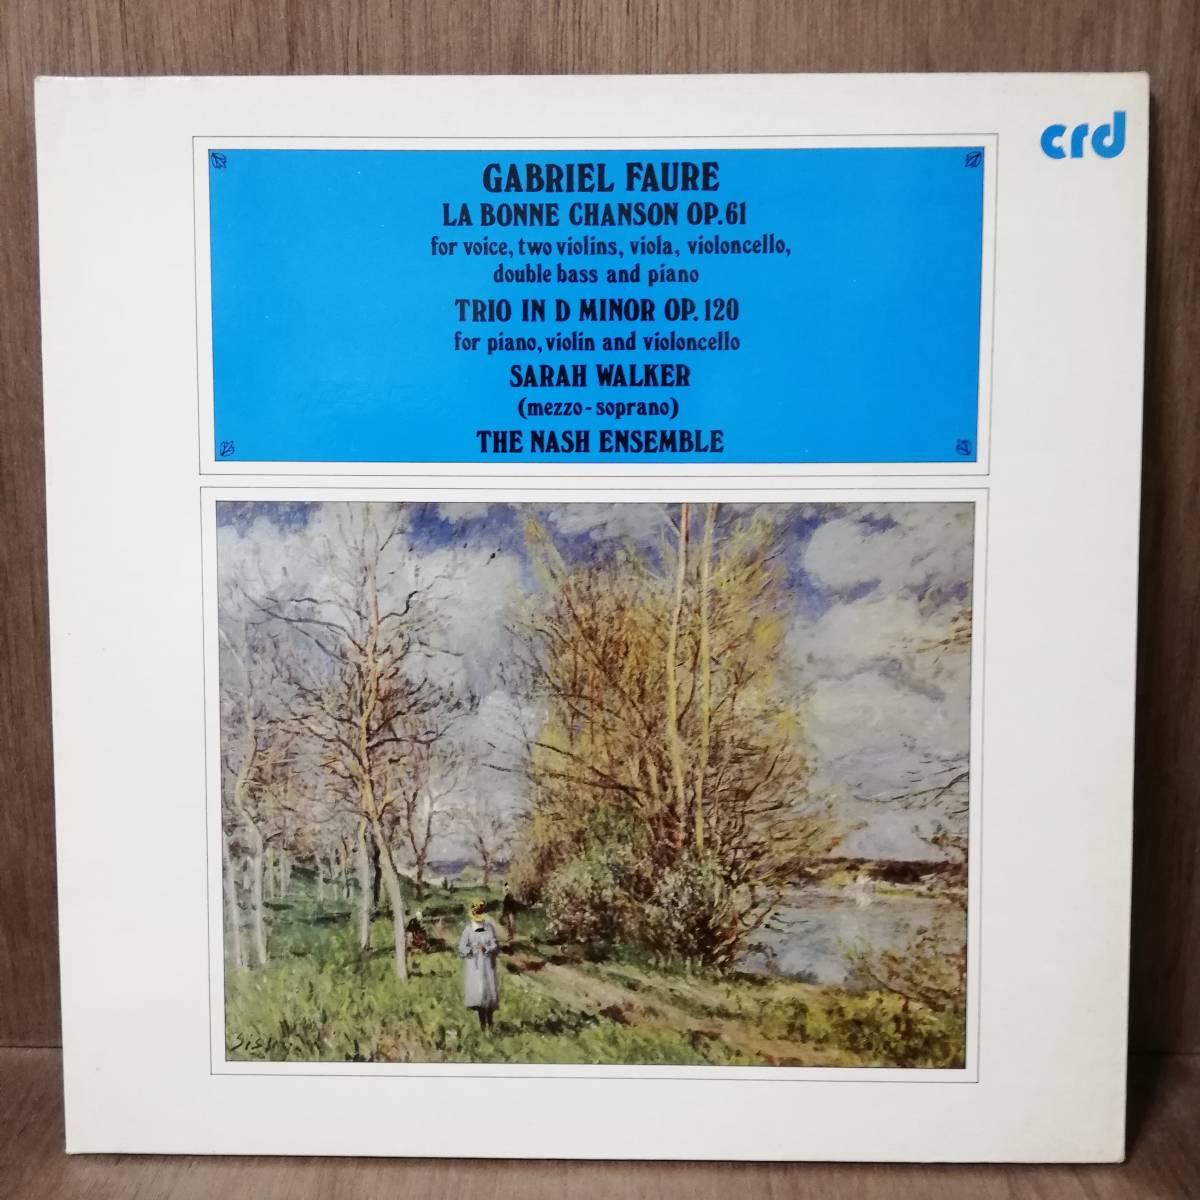 crd
GABRIEL FAURE
LA BONNE CHANSON OP.61
for voice, two violins, viola, violoncello,
double bass and piano
TRIO IN D MINOR OP. 120
for piano, violin and violoncello
SARAH WALKER
(mezzo-soprano)
THE NASH ENSEMBLE